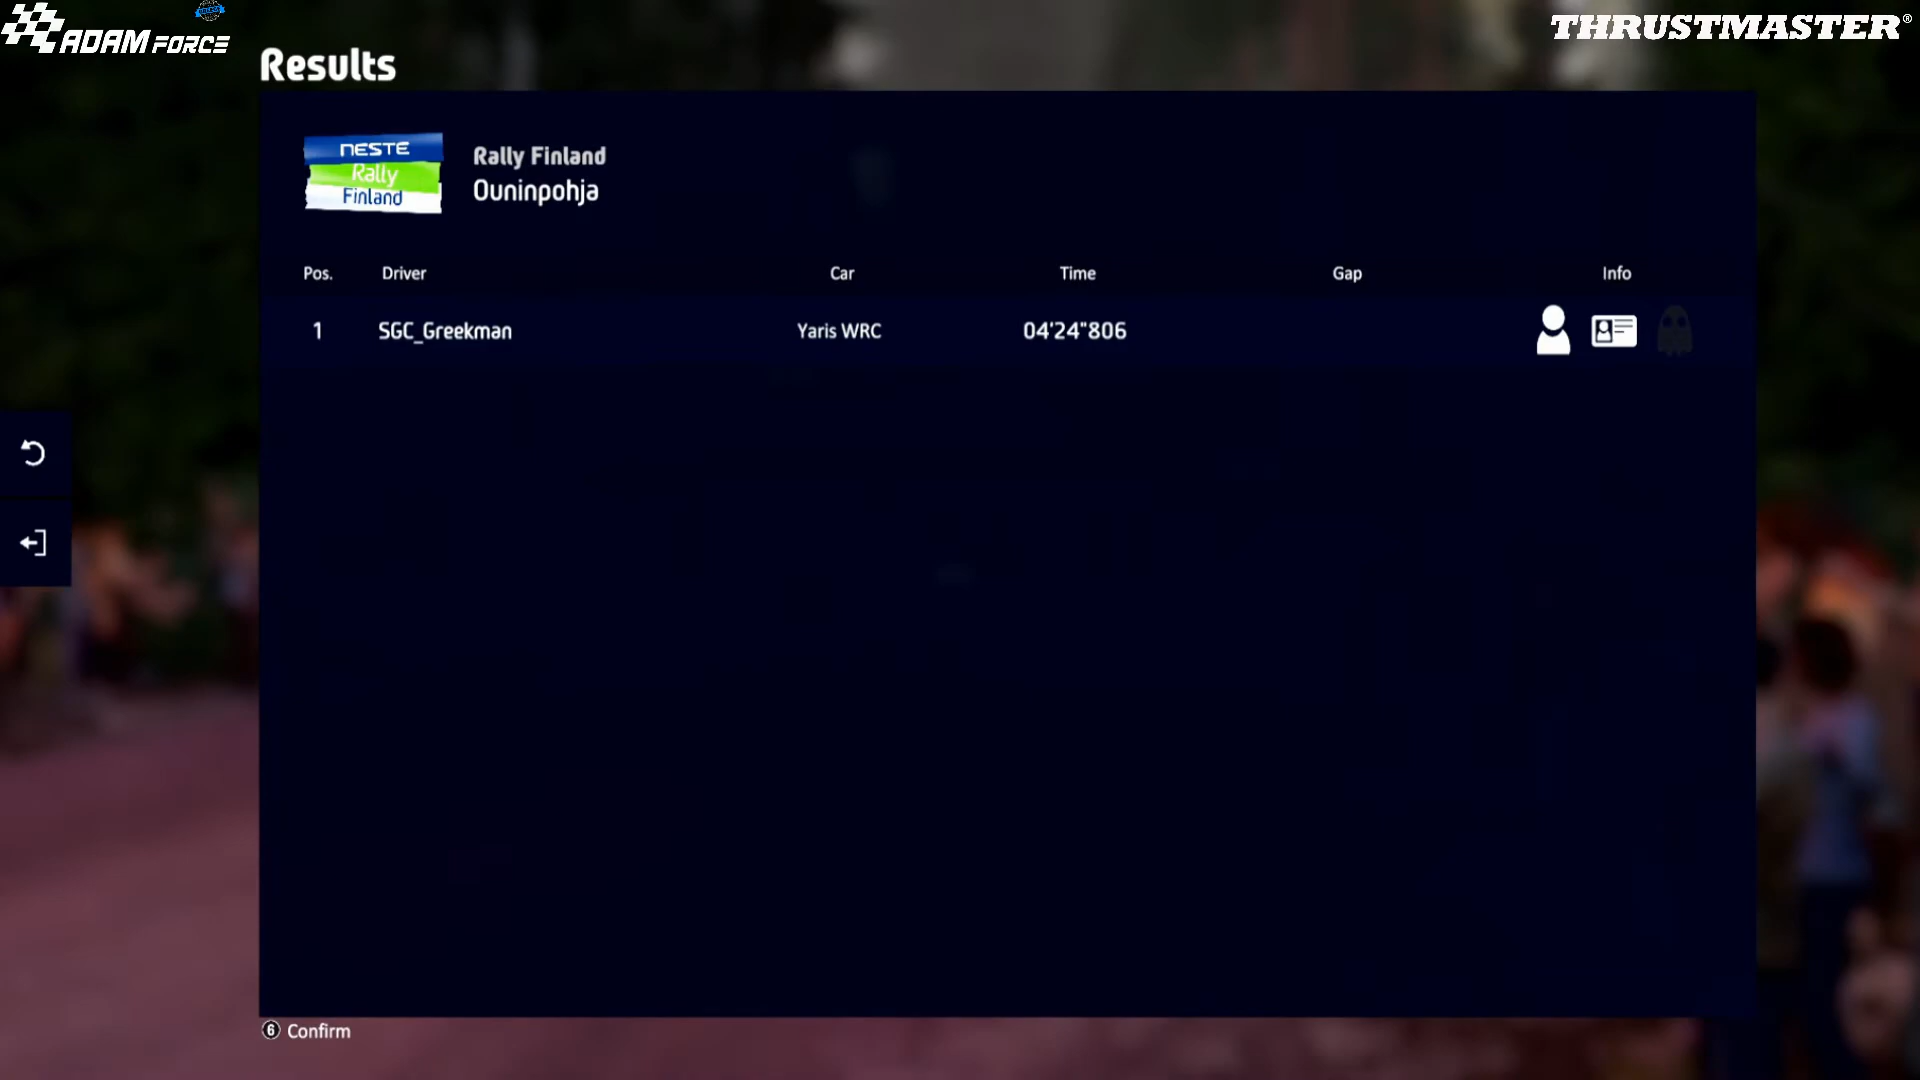 ADAM FORCE
THRUSTMASTER®
Results
NESTE
Rally
Finland
Rally Finland
Ouninpohja
Pos. Driver Car Time Gap Info
1 SGC_Greekman Yaris WRC 04'24"806
6 Confirm